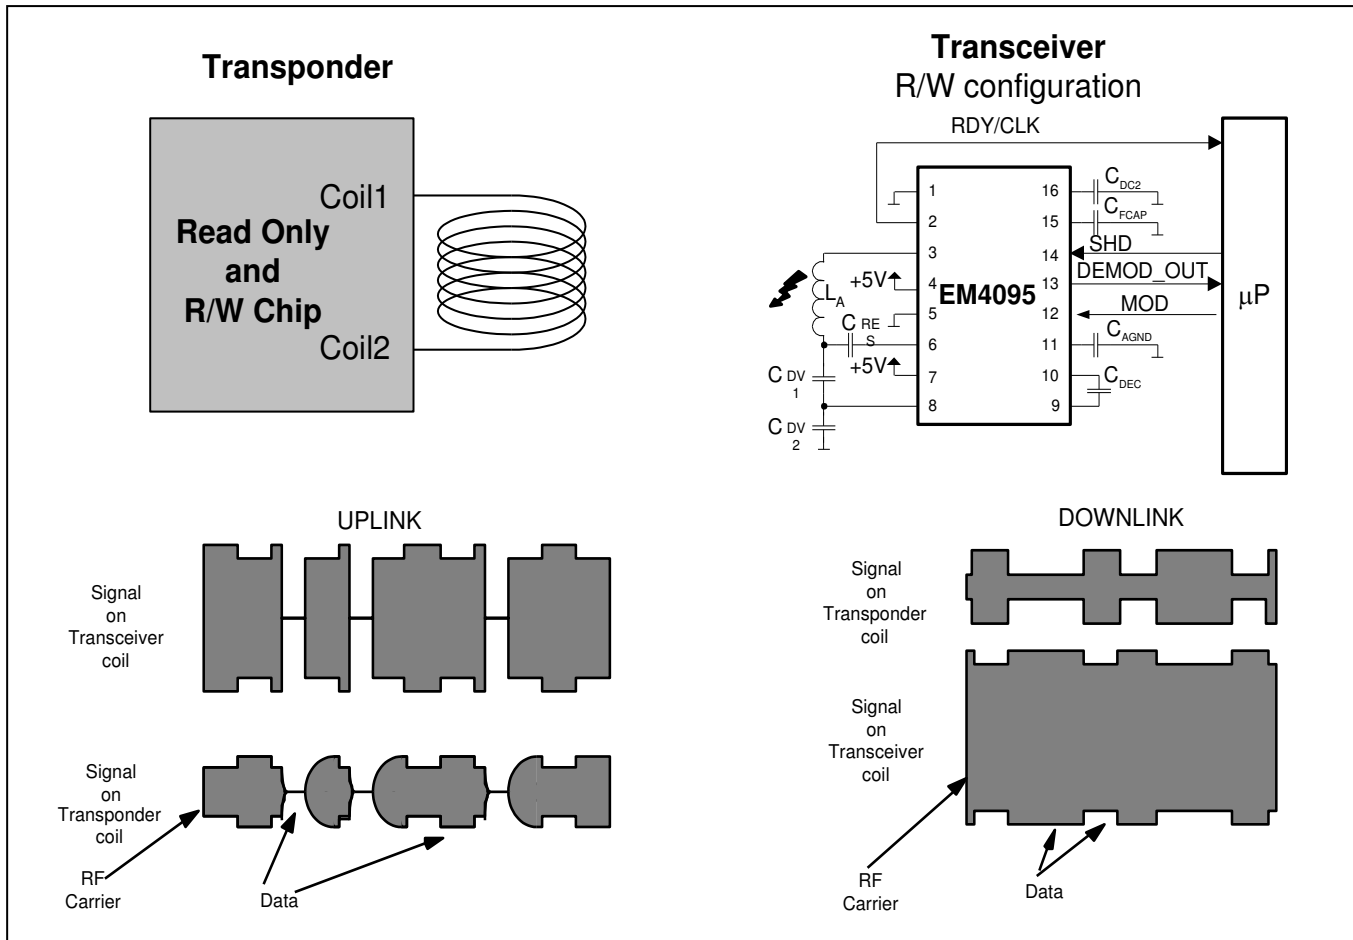 Transponder
Coil1
Read Only
and
R/W Chip
Coil2
Transceiver
R/W configuration
RDY/CLK
1
2
3
4
5
6
7
8
16
15
14
13
12
11
10
9
EM4095
+5V
+5V
L A
C RE
S
C DV
1
C DV
2
C DC2
C FCAP
SHD
DEMOD_OUT
MOD
C AGND
C DEC
µP
UPLINK
Signal
on
Transceiver
coil
Signal
on
Transponder
coil
RF
Carrier
Data
DOWNLINK
Signal
on
Transponder
coil
Signal
on
Transceiver
coil
RF
Carrier
Data